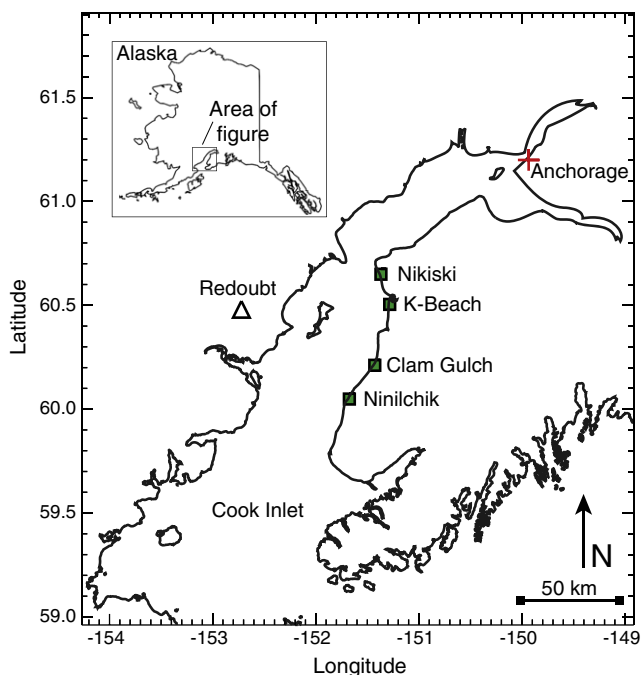 Alaska
Area of
figure
61.5
61.0
60.5
60.0
59.5
59.0
Latitude
Anchorage
Nikiski
Redoubt
K-Beach
Clam Gulch
Ninilchik
Cook Inlet
N
50 km
-154
-153
-152
-151
-150
-149
Longitude